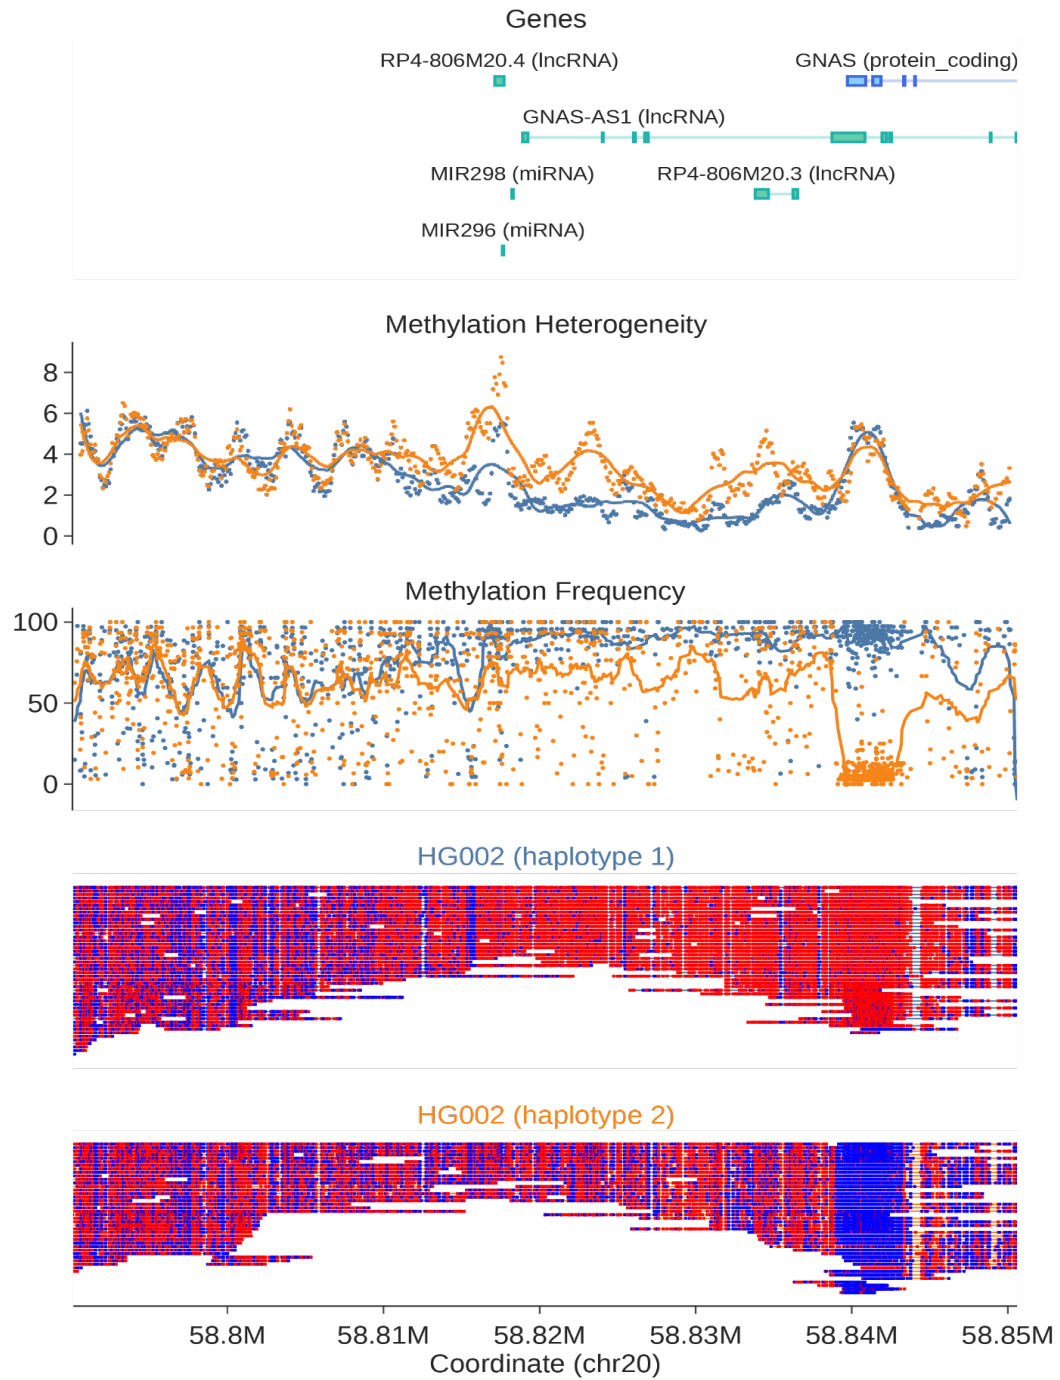 Genes
RP4-806M20.4 (lncRNA)
GNAS (protein_coding)
GNAS-AS1 (lncRNA)
MIR298 (miRNA)
RP4-806M20.3 (lncRNA)
MIR296 (miRNA)
Methylation Heterogeneity
8
6
4
2
0
Methylation Frequency
100
50
0
HG002 (haplotype 1)
HG002 (haplotype 2)
58.8M 58.81M 58.82M 58.83M 58.84M 58.85M
Coordinate (chr20)